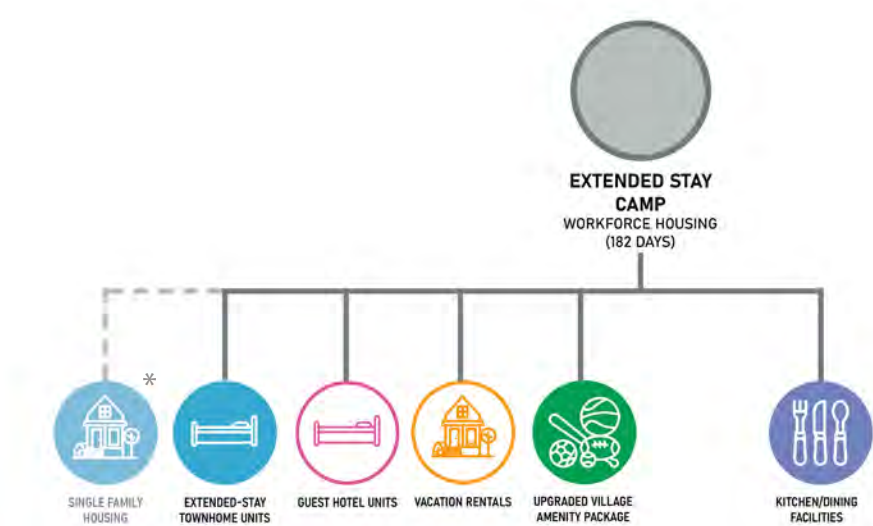 EXTENDED STAY
CAMP
WORKFORCE HOUSING
(182 DAYS)
*
SINGLE FAMILY
HOUSING
EXTENDED-STAY
TOWNHOME UNITS
GUEST HOTEL UNITS
VACATION RENTALS
UPGRADED VILLAGE
AMENITY PACKAGE
KITCHEN/DINING
FACILITIES